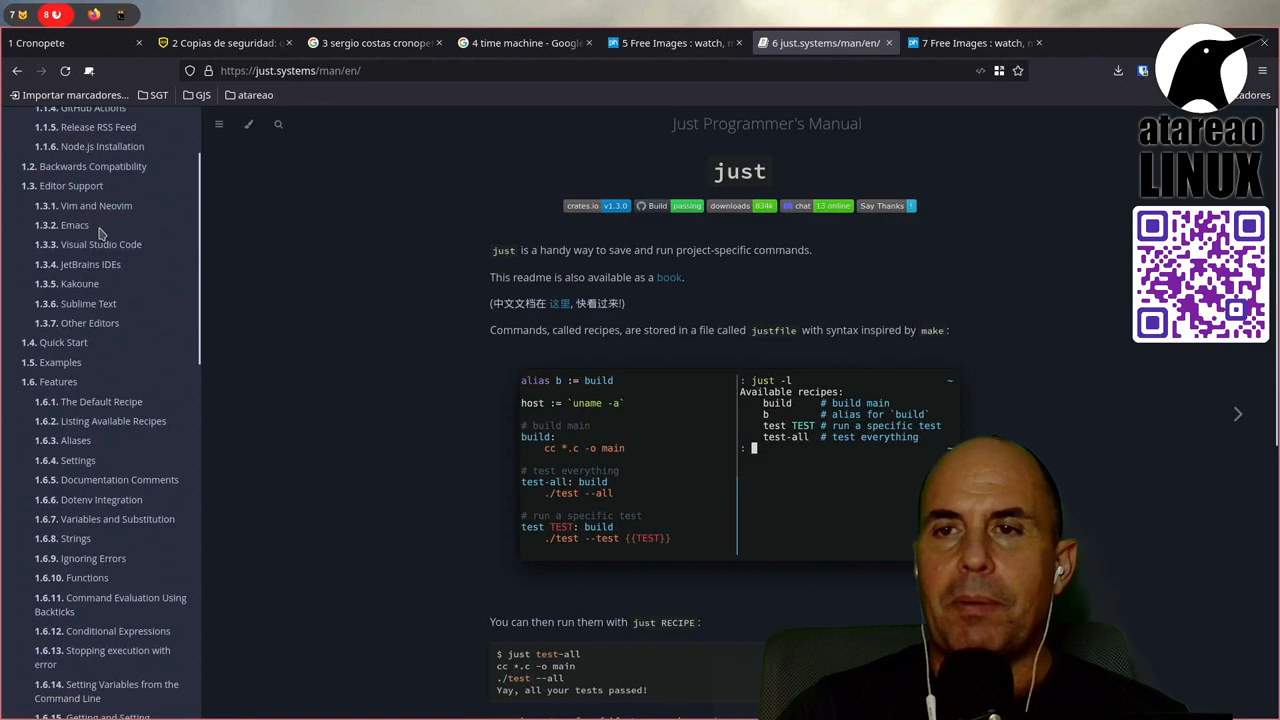 7
8
1 Cronopete
2 Copias de seguridad:
3 sergio costas cronope
4 time machine - Google
5 Free Images : watch, m
6 just.systems/man/en/
7 Free Images : watch, m
https://just.systems/man/en/
Importar marcadores...
SGT
GJS
atareao
cadores
atareao
LINUX
1.1.4. GitHub Actions
1.1.5. Release RSS Feed
1.1.6. Node.js Installation
1.2. Backwards Compatibility
1.3. Editor Support
1.3.1. Vim and Neovim
1.3.2. Emacs
1.3.3. Visual Studio Code
1.3.4. JetBrains IDEs
1.3.5. Kakoune
1.3.6. Sublime Text
1.3.7. Other Editors
1.4. Quick Start
1.5. Examples
1.6. Features
1.6.1. The Default Recipe
1.6.2. Listing Available Recipes
1.6.3. Aliases
1.6.4. Settings
1.6.5. Documentation Comments
1.6.6. Dotenv Integration
1.6.7. Variables and Substitution
1.6.8. Strings
1.6.9. Ignoring Errors
1.6.10. Functions
1.6.11. Command Evaluation Using
Backticks
1.6.12. Conditional Expressions
1.6.13. Stopping execution with
error
1.6.14. Setting Variables from the
Command Line
1.6.15. Getting and Setting
Just Programmer's Manual
just
crates.io v1.3.0 Build passing downloads 834k chat 13 online Say Thanks !
just is a handy way to save and run project-specific commands.
This readme is also available as a book.
(中文文档在 这里, 快看过来!)
Commands, called recipes, are stored in a file called justfile with syntax inspired by make:
alias b := build
host := `uname -a`
# build main
build:
cc *.c -o main
# test everything
test-all: build
./test --all
# run a specific test
test TEST: build
./test --test {{TEST}}
: just -l ~
Available recipes:
build # build main
b # alias for `build`
test TEST # run a specific test
test-all # test everything
: ~
You can then run them with just RECIPE:
$ just test-all
cc *.c -o main
./test --all
Yay, all your tests passed!